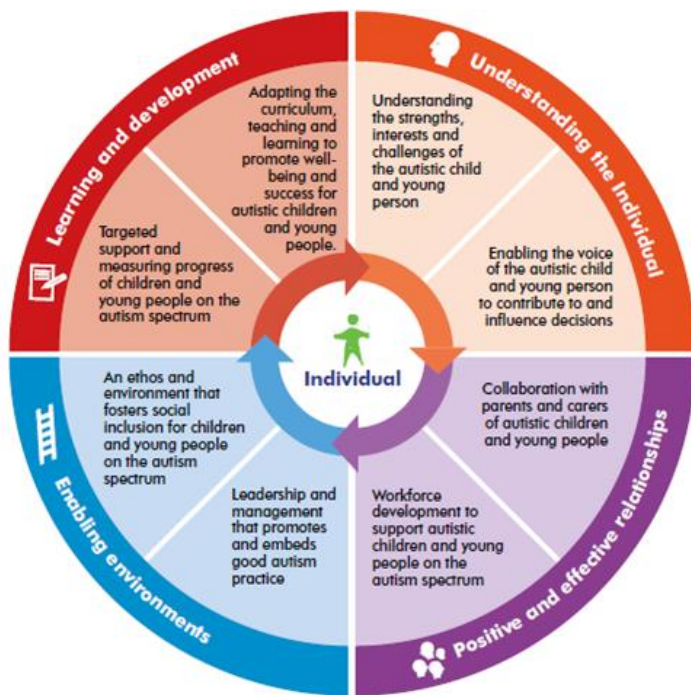 Learning and development
Adapting the
curriculum,
teaching and
learning to
promote well-
being and
success for
autistic children
and young
people.
Targeted
support and
measuring progress
of children and
young people on the
autism spectrum
Understanding the Individual
Understanding
the strengths,
interests and
challenges of
the autistic child
and young
person
Enabling the voice
of the autistic child
and young person
to contribute to and
influence decisions
Individual
Positive and effective relationships
Collaboration with
parents and carers
of autistic children
and young people
Workforce
development to
support autistic
children and young
people on the
autism spectrum
Enabling environments
Leadership and
management
that promotes
and embeds
good autism
practice
An ethos and
environment that
fosters social
inclusion for children
and young people
on the autism
spectrum